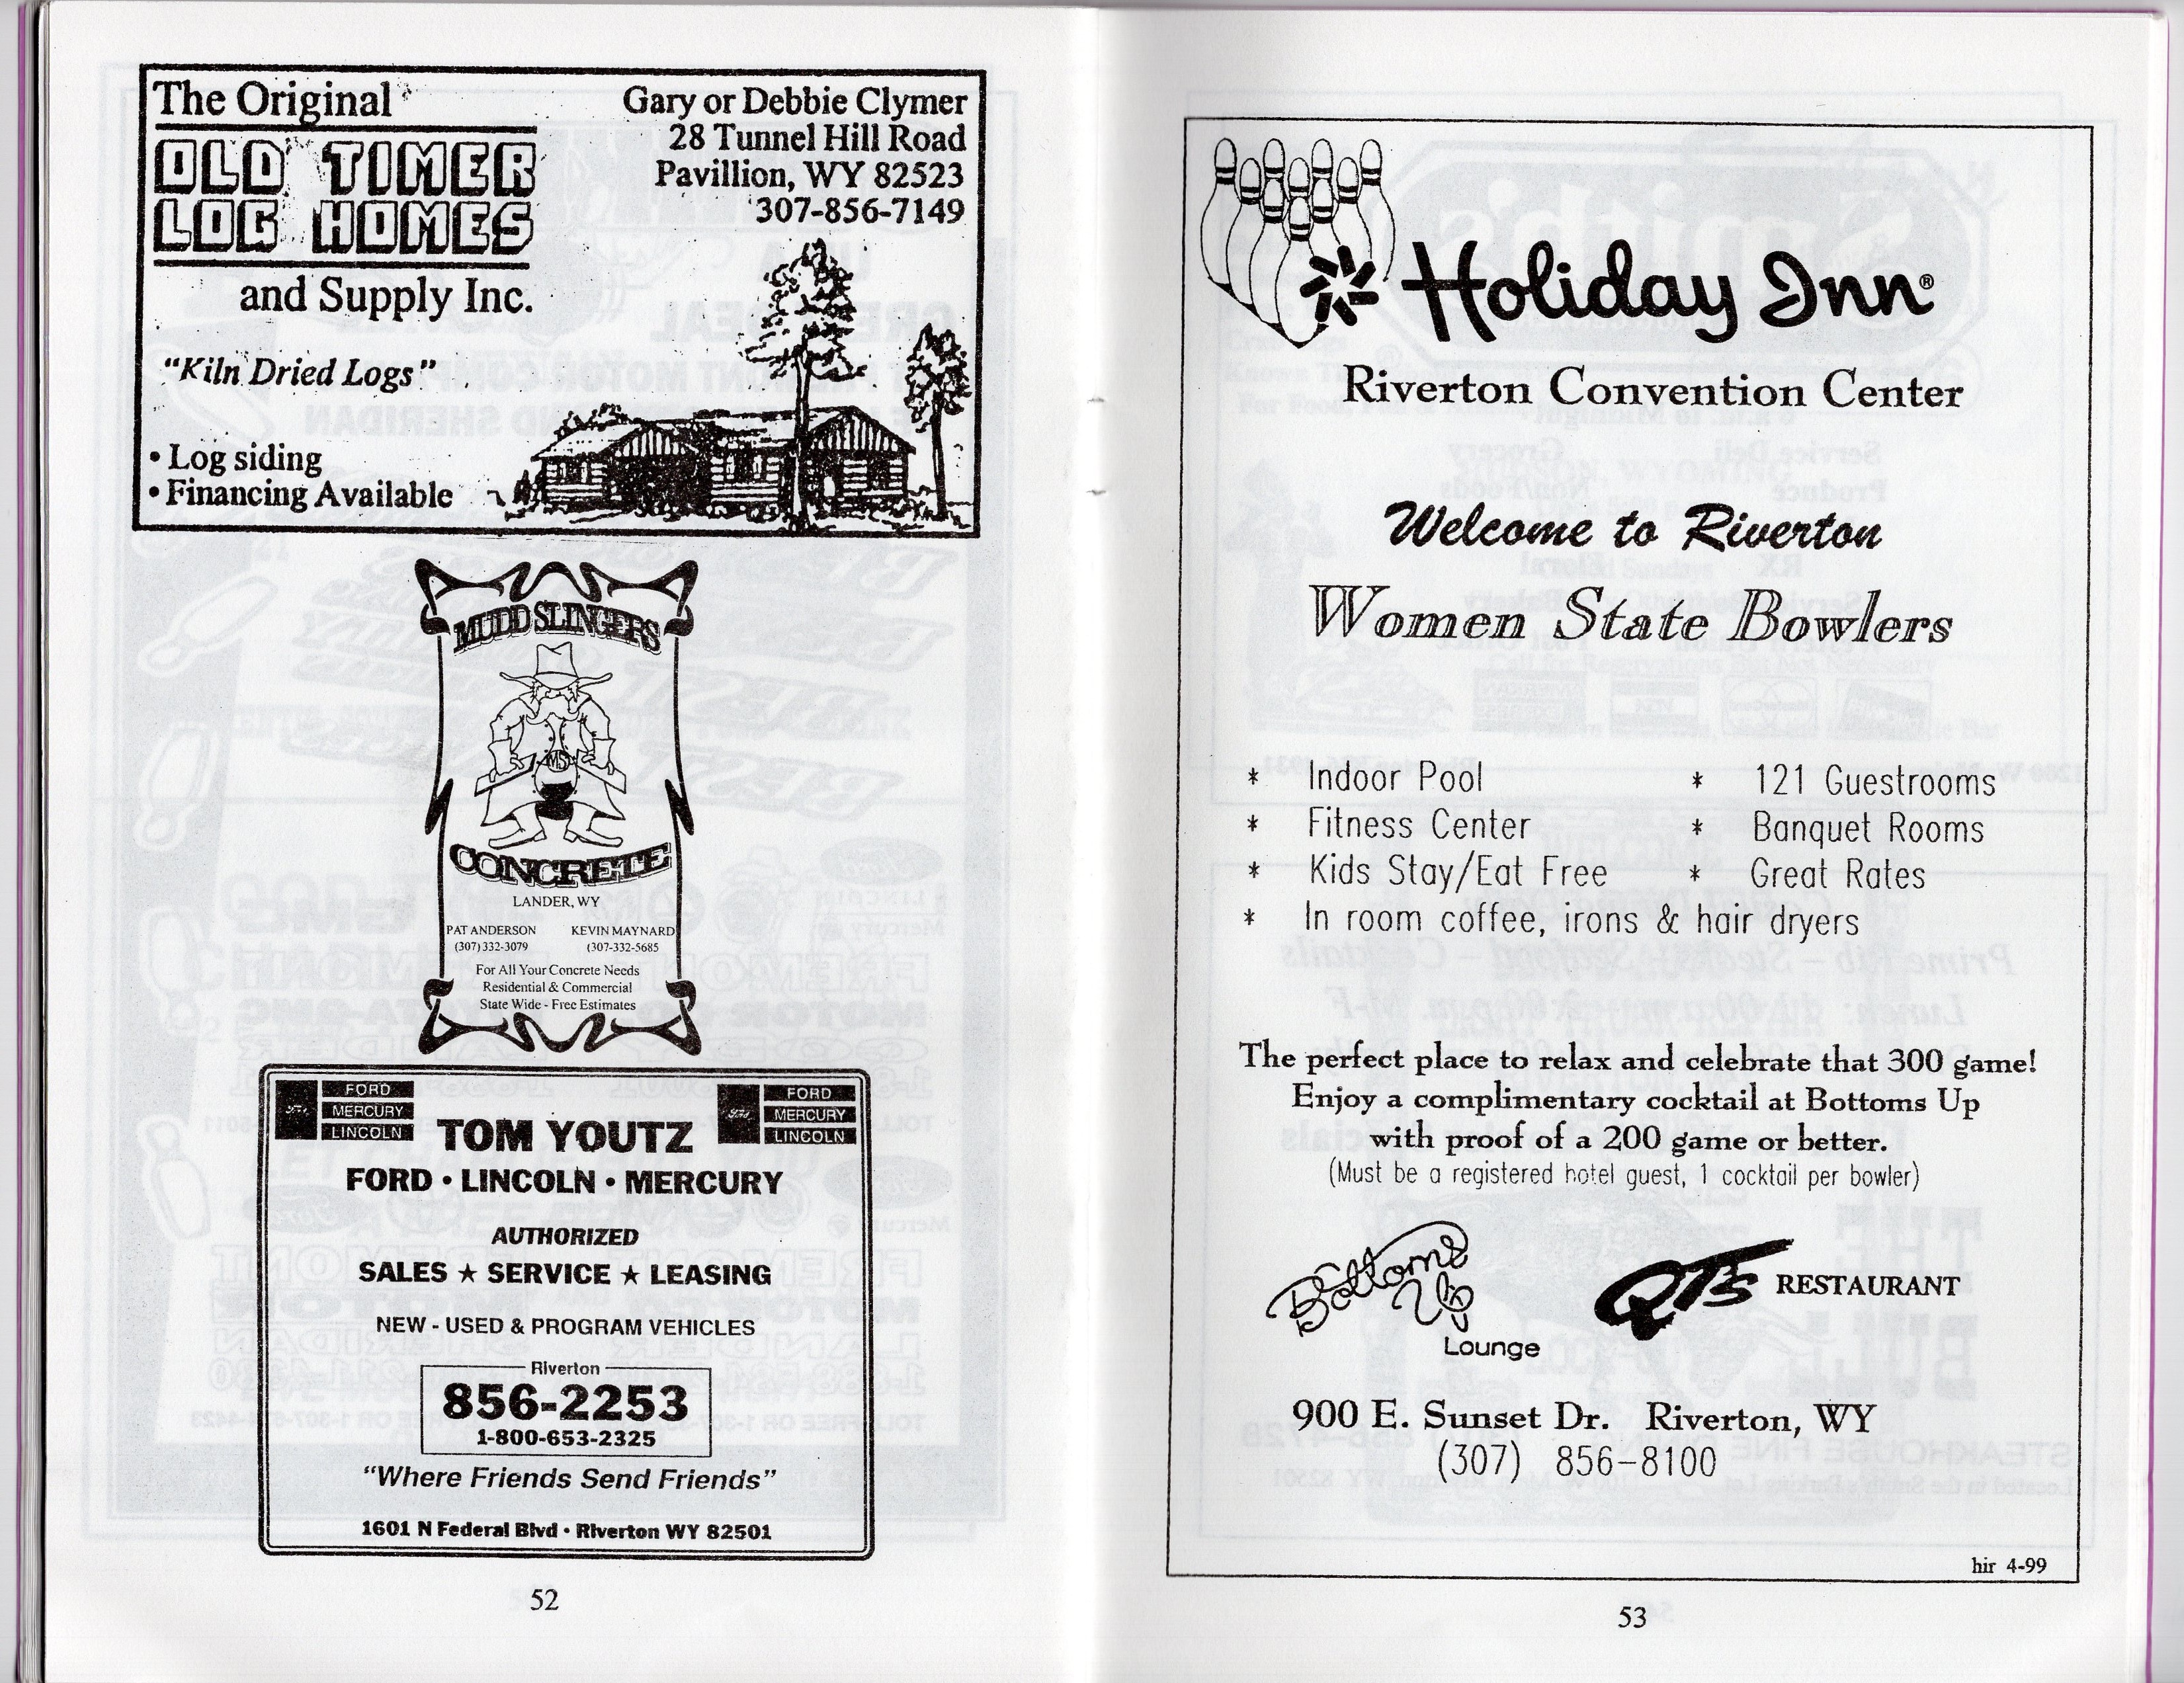 The Original
OLD TIMER
LOG HOMES
and Supply Inc.
Gary or Debbie Clymer
28 Tunnel Hill Road
Pavillion, WY 82523
307-856-7149
"Kiln Dried Logs"
• Log siding
• Financing Available
MUDD SLINGERS
MS
CONCRETE
LANDER, WY
PAT ANDERSON KEVIN MAYNARD
(307) 332-3079 (307-332-5685
For All Your Concrete Needs
Residential & Commercial
State Wide - Free Estimates
FORD
MERCURY
LINCOLN
FORD
MERCURY
LINCOLN
TOM YOUTZ
FORD • LINCOLN • MERCURY
AUTHORIZED
SALES ★ SERVICE ★ LEASING
NEW - USED & PROGRAM VEHICLES
Riverton
856-2253
1-800-653-2325
"Where Friends Send Friends"
1601 N Federal Blvd • Riverton WY 82501
52
Holiday Inn®
Riverton Convention Center
Welcome to Riverton
Women State Bowlers
* Indoor Pool * 121 Guestrooms
* Fitness Center * Banquet Rooms
* Kids Stay/Eat Free * Great Rates
* In room coffee, irons & hair dryers
The perfect place to relax and celebrate that 300 game!
Enjoy a complimentary cocktail at Bottoms Up
with proof of a 200 game or better.
(Must be a registered hotel guest, 1 cocktail per bowler)
Bottoms
Up
Lounge
QT's RESTAURANT
900 E. Sunset Dr. Riverton, WY
(307) 856-8100
hir 4-99
53